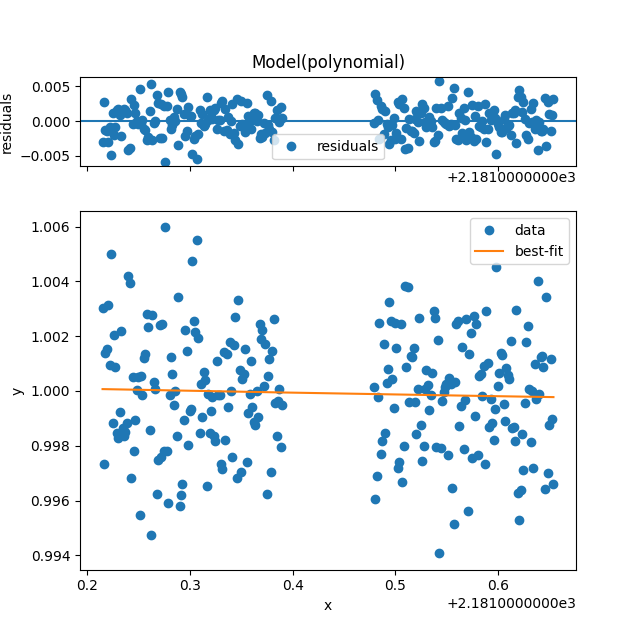 Model(polynomial)
0.005
0.000
−0.005
residuals
residuals
+2.1810000000e3
1.006
1.004
1.002
1.000
0.998
0.996
0.994
y
data
best-fit
0.2 0.3 0.4 0.5 0.6
x
+2.1810000000e3